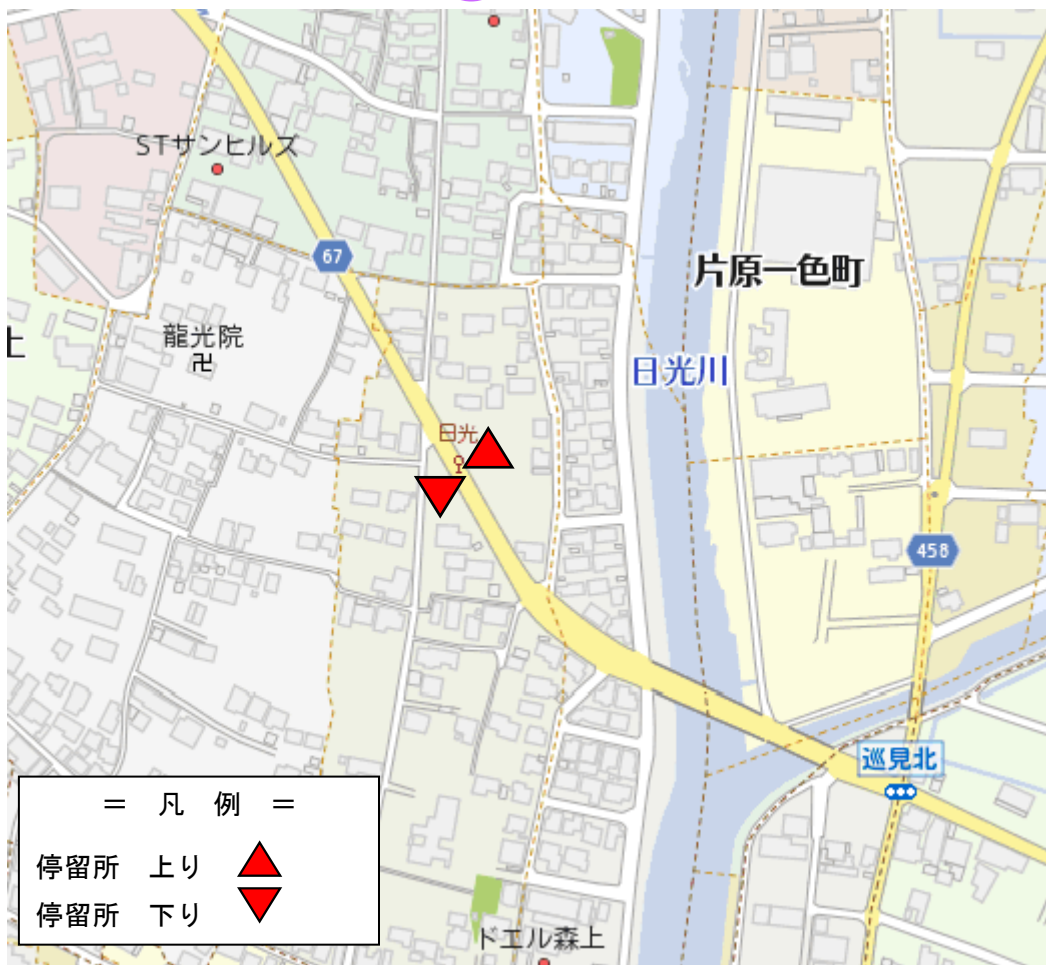 STサンヒルズ
67
片原一色町
龍光院
上
日光川
日光
458
巡見北
= 凡 例 =
停留所 上り
停留所 下り
ドエル森上